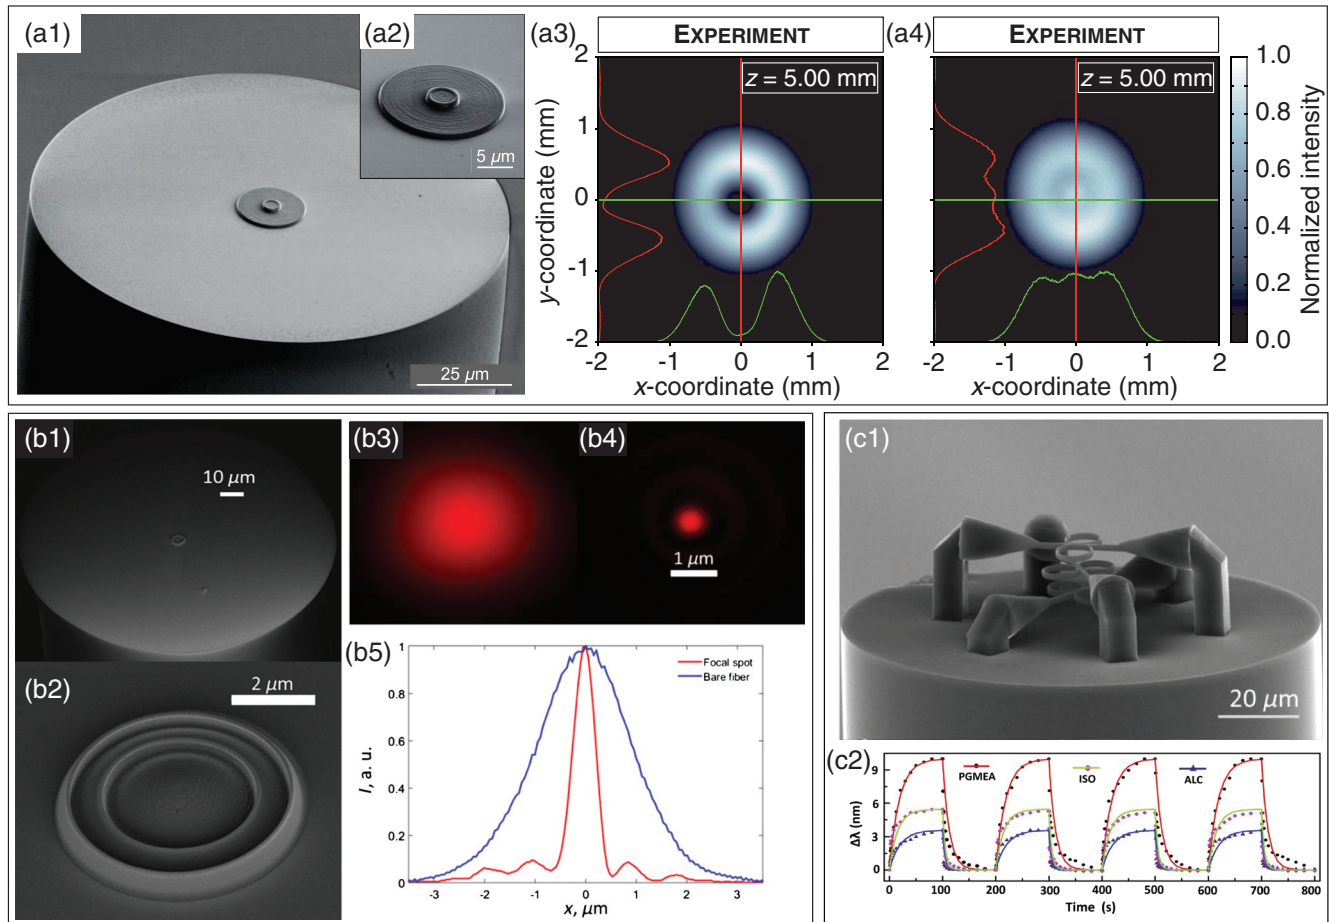 (a1)
(a2)
5 µm
25 µm
(a3)
EXPERIMENT
z = 5.00 mm
2
1
0
-1
-2
y-coordinate (mm)
-2 -1 0 1 2
x-coordinate (mm)
(a4)
EXPERIMENT
z = 5.00 mm
-2 -1 0 1 2
x-coordinate (mm)
1.0
0.8
0.6
0.4
0.2
0.0
Normalized intensity
(b1)
10 µm
(b2)
2 µm
(b3)
(b4)
1 µm
(b5)
Focal spot
Bare fiber
1
0.8
0.6
0.4
0.2
0
I, a. u.
-3 -2 -1 0 1 2 3
x, µm
(c1)
20 µm
(c2)
PGMEA
ISO
ALC
9
6
3
0
Δλ (nm)
0 100 200 300 400 500 600 700 800
Time (s)